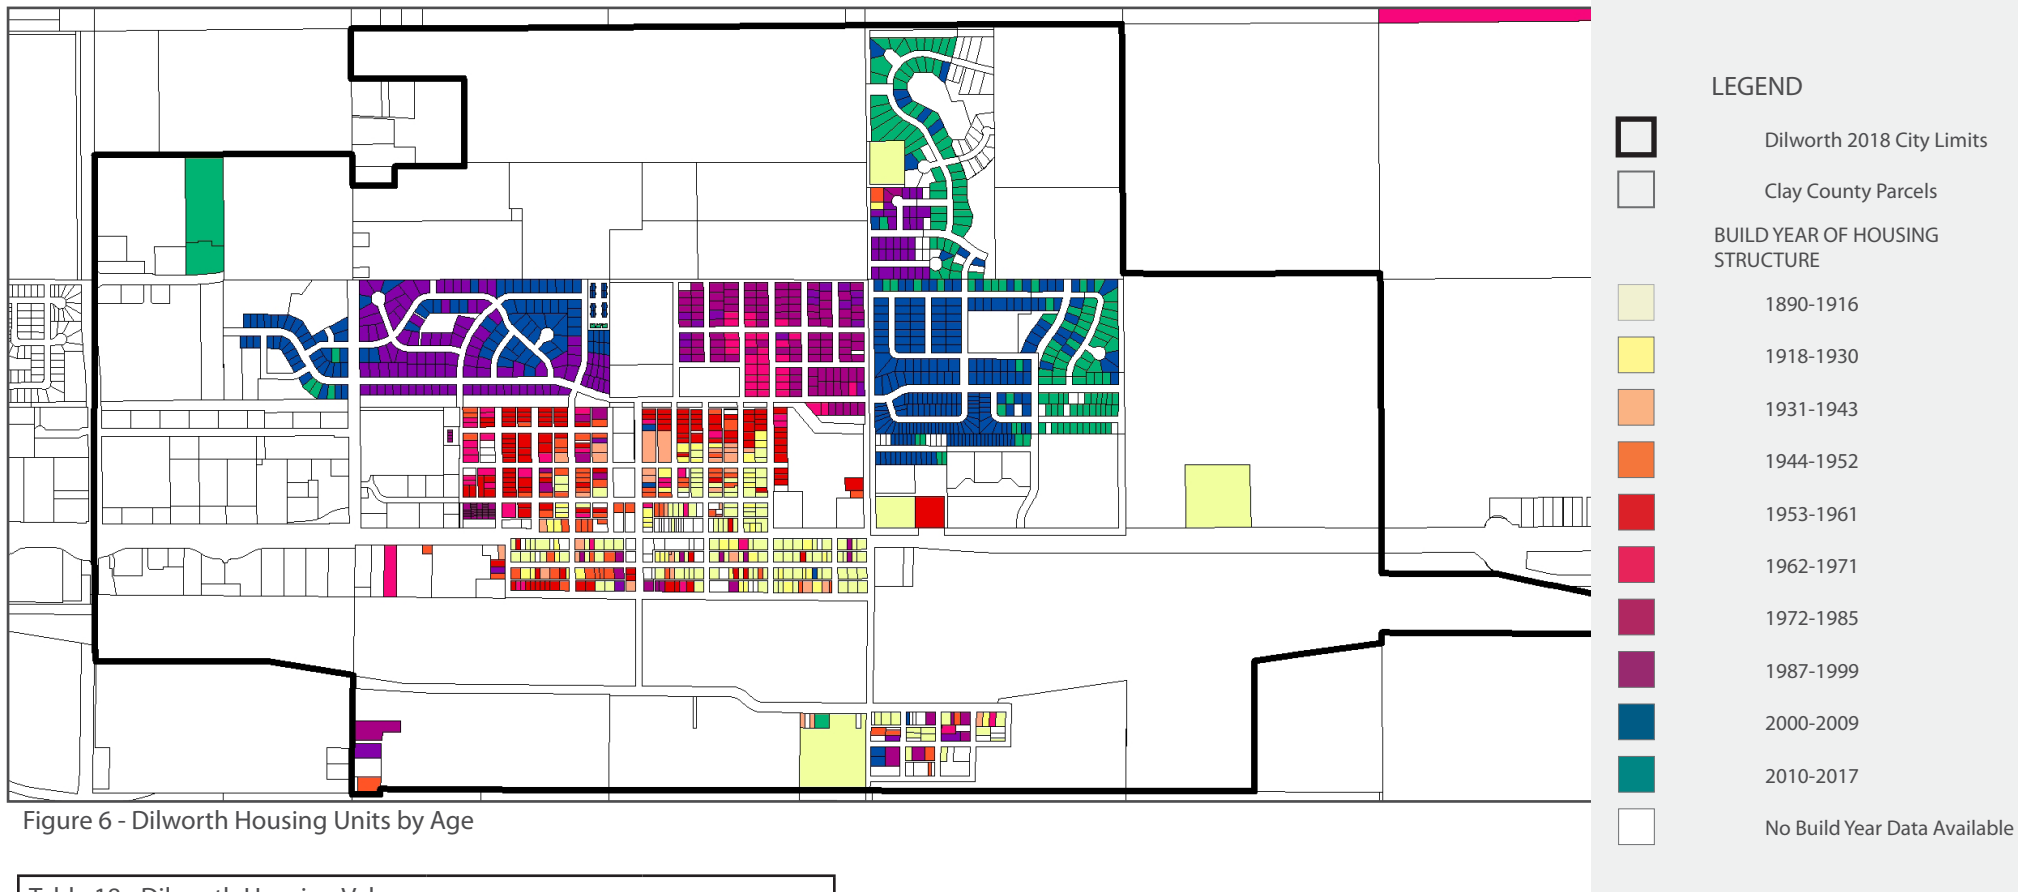 LEGEND
Dilworth 2018 City Limits
Clay County Parcels
BUILD YEAR OF HOUSING
STRUCTURE
1890-1916
1918-1930
1931-1943
1944-1952
1953-1961
1962-1971
1972-1985
1987-1999
2000-2009
2010-2017
No Build Year Data Available
Figure 6 - Dilworth Housing Units by Age